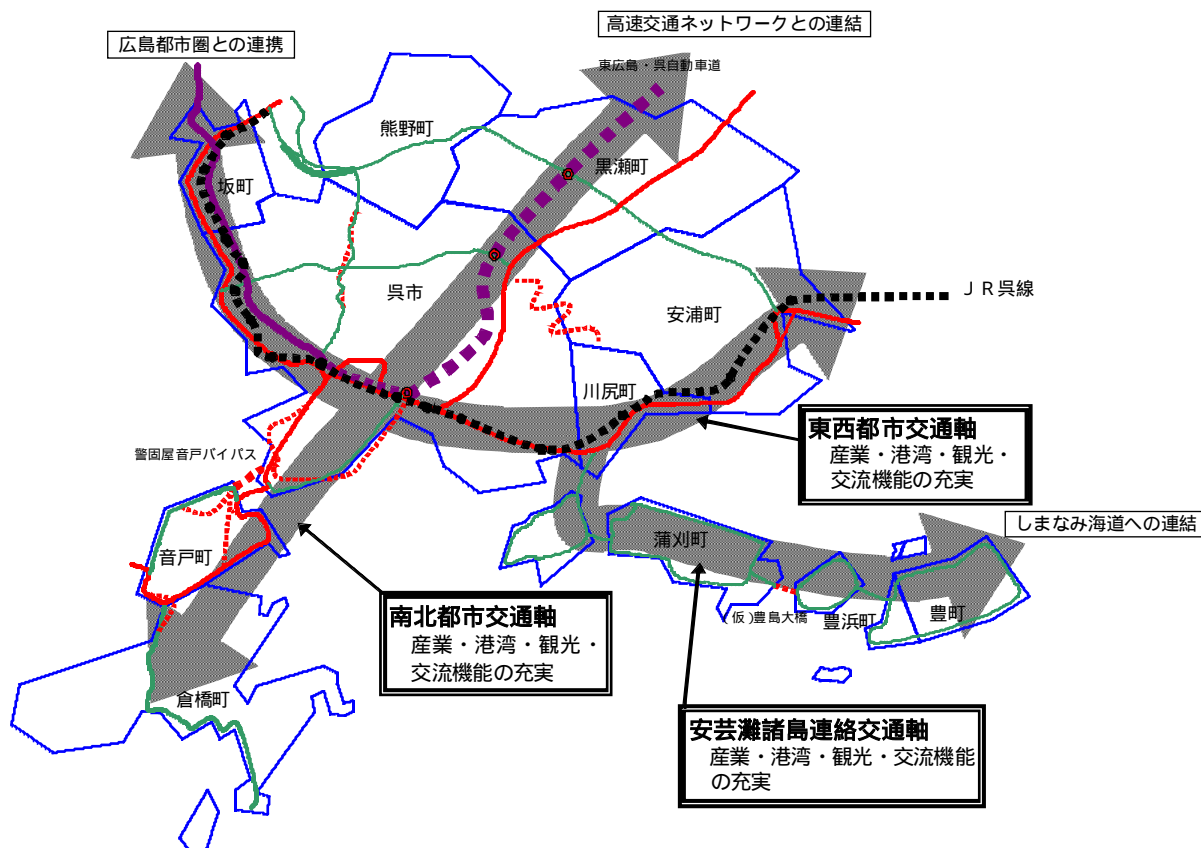 高速交通ネットワークとの連結
広島都市圏との連携
東広島・呉自動車道
熊野町
黒瀬町
坂町
呉市
ＪＲ呉線
安浦町
川尻町
東西都市交通軸
産業・港湾・観光・
交流機能の充実
警固屋音戸バイパス
しまなみ海道への連結
音戸町
蒲刈町
南北都市交通軸
産業・港湾・観光・
交流機能の充実
(仮)豊島大橋
豊浜町
豊町
倉橋町
安芸灘諸島連絡交通軸
産業・港湾・観光・交流機能
の充実